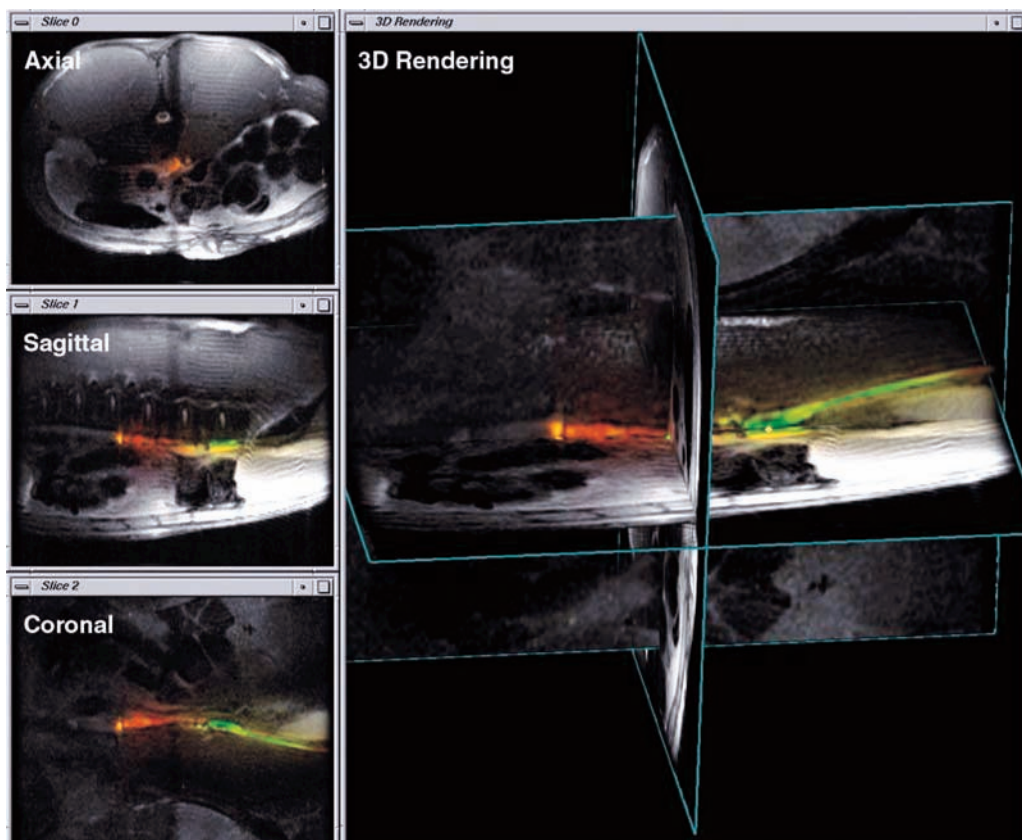 Slice 0
Axial
Slice 1
Sagittal
Slice 2
Coronal
3D Rendering
3D Rendering